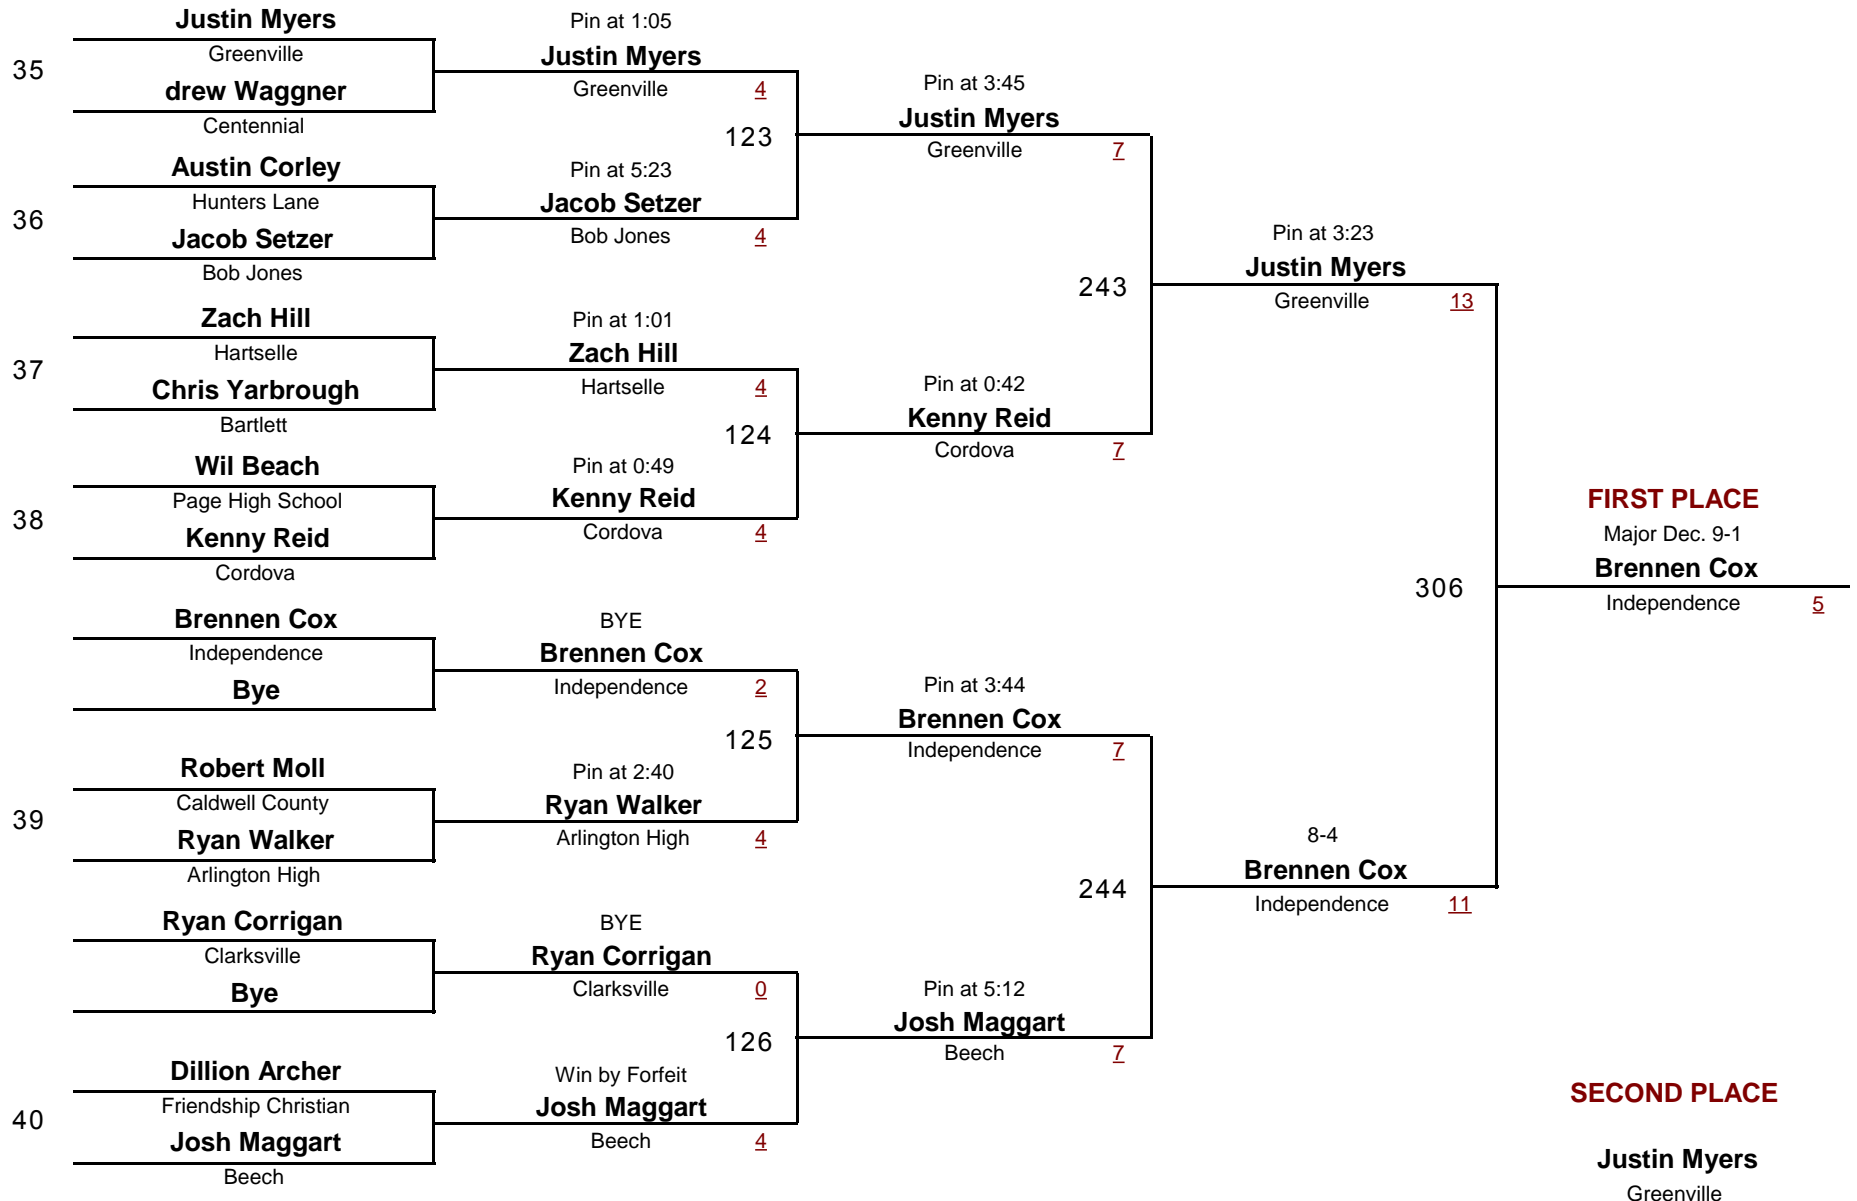 Justin Myers
Greenville
35
drew Waggner
Centennial
Austin Corley
Hunters Lane
36
Jacob Setzer
Bob Jones
Zach Hill
Hartselle
37
Chris Yarbrough
Bartlett
Wil Beach
Page High School
38
Kenny Reid
Cordova
Brennen Cox
Independence
Bye
Robert Moll
Caldwell County
39
Ryan Walker
Arlington High
Ryan Corrigan
Clarksville
Bye
Dillion Archer
Friendship Christian
40
Josh Maggart
Beech
Pin at 1:05
Justin Myers
Greenville 4
123
Pin at 5:23
Jacob Setzer
Bob Jones 4
Pin at 1:01
Zach Hill
Hartselle 4
124
Pin at 0:49
Kenny Reid
Cordova 4
BYE
Brennen Cox
Independence 2
125
Pin at 2:40
Ryan Walker
Arlington High 4
BYE
Ryan Corrigan
Clarksville 0
126
Win by Forfeit
Josh Maggart
Beech 4
Pin at 3:45
Justin Myers
Greenville 7
243
Pin at 0:42
Kenny Reid
Cordova 7
Pin at 3:44
Brennen Cox
Independence 7
244
Pin at 5:12
Josh Maggart
Beech 7
Pin at 3:23
Justin Myers
Greenville 13
306
8-4
Brennen Cox
Independence 11
FIRST PLACE
Major Dec. 9-1
Brennen Cox
Independence 5
SECOND PLACE
Justin Myers
Greenville